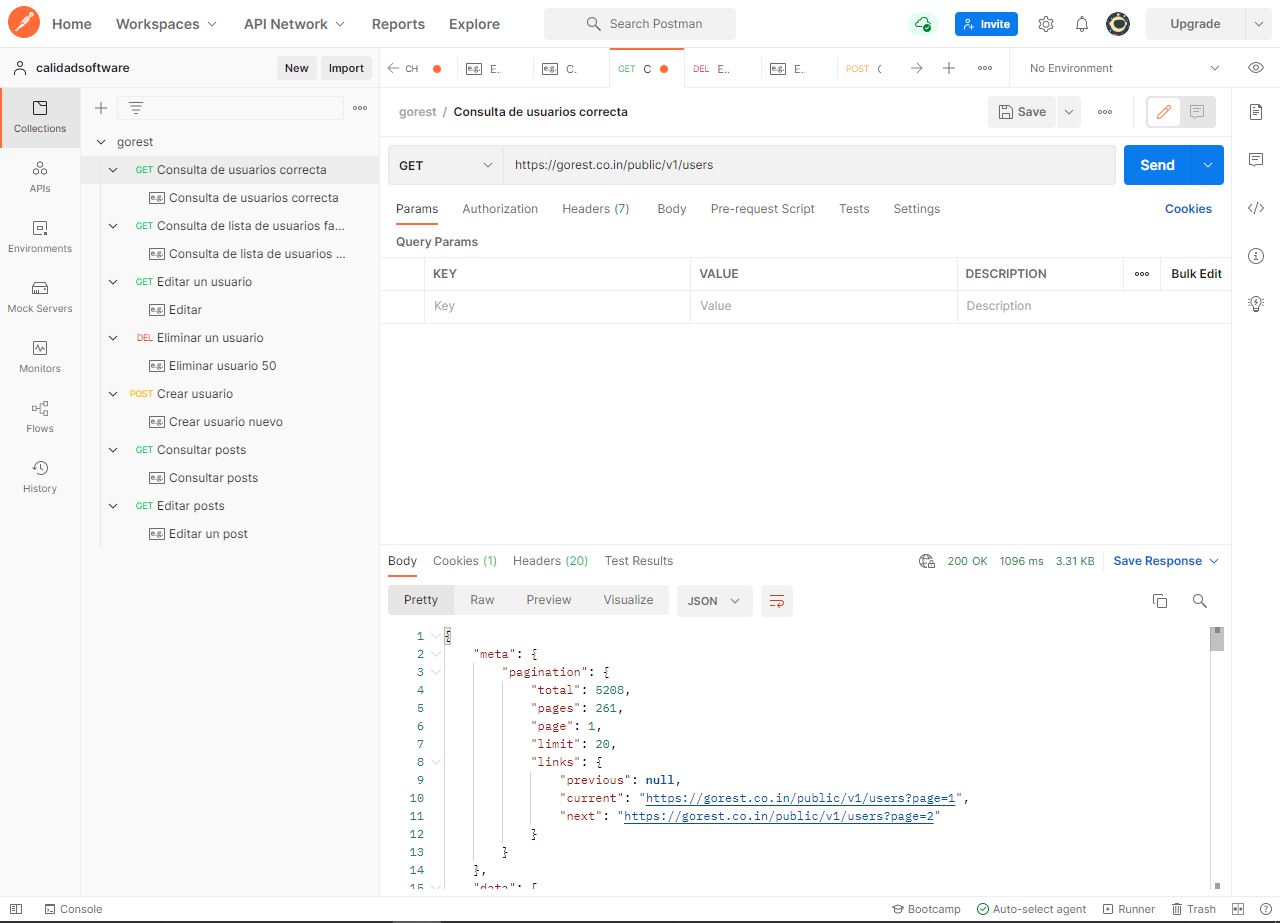 Home Workspaces API Network Reports Explore Search Postman Invite Upgrade
calidadsoftware New Import CH e.g. E.. e.g. C. GET C DEL E.. e.g. E.. POST No Environment
Collections
APIs
Environments
Mock Servers
Monitors
Flows
History
gorest
GET Consulta de usuarios correcta
e.g. Consulta de usuarios correcta
GET Consulta de lista de usuarios fa...
e.g. Consulta de lista de usuarios ...
GET Editar un usuario
e.g. Editar
DEL Eliminar un usuario
e.g. Eliminar usuario 50
POST Crear usuario
e.g. Crear usuario nuevo
GET Consultar posts
e.g. Consultar posts
GET Editar posts
e.g. Editar un post
gorest / Consulta de usuarios correcta Save
GET https://gorest.co.in/public/v1/users Send
Params Authorization Headers (7) Body Pre-request Script Tests Settings Cookies
Query Params
KEY VALUE DESCRIPTION Bulk Edit
Key Value Description
Body Cookies (1) Headers (20) Test Results 200 OK 1096 ms 3.31 KB Save Response
Pretty Raw Preview Visualize JSON
1 {
2 "meta": {
3 "pagination": {
4 "total": 5208,
5 "pages": 261,
6 "page": 1,
7 "limit": 20,
8 "links": {
9 "previous": null,
10 "current": "https://gorest.co.in/public/v1/users?page=1",
11 "next": "https://gorest.co.in/public/v1/users?page=2"
12 }
13 }
14 },
15 "data": [
Console Bootcamp Auto-select agent Runner Trash